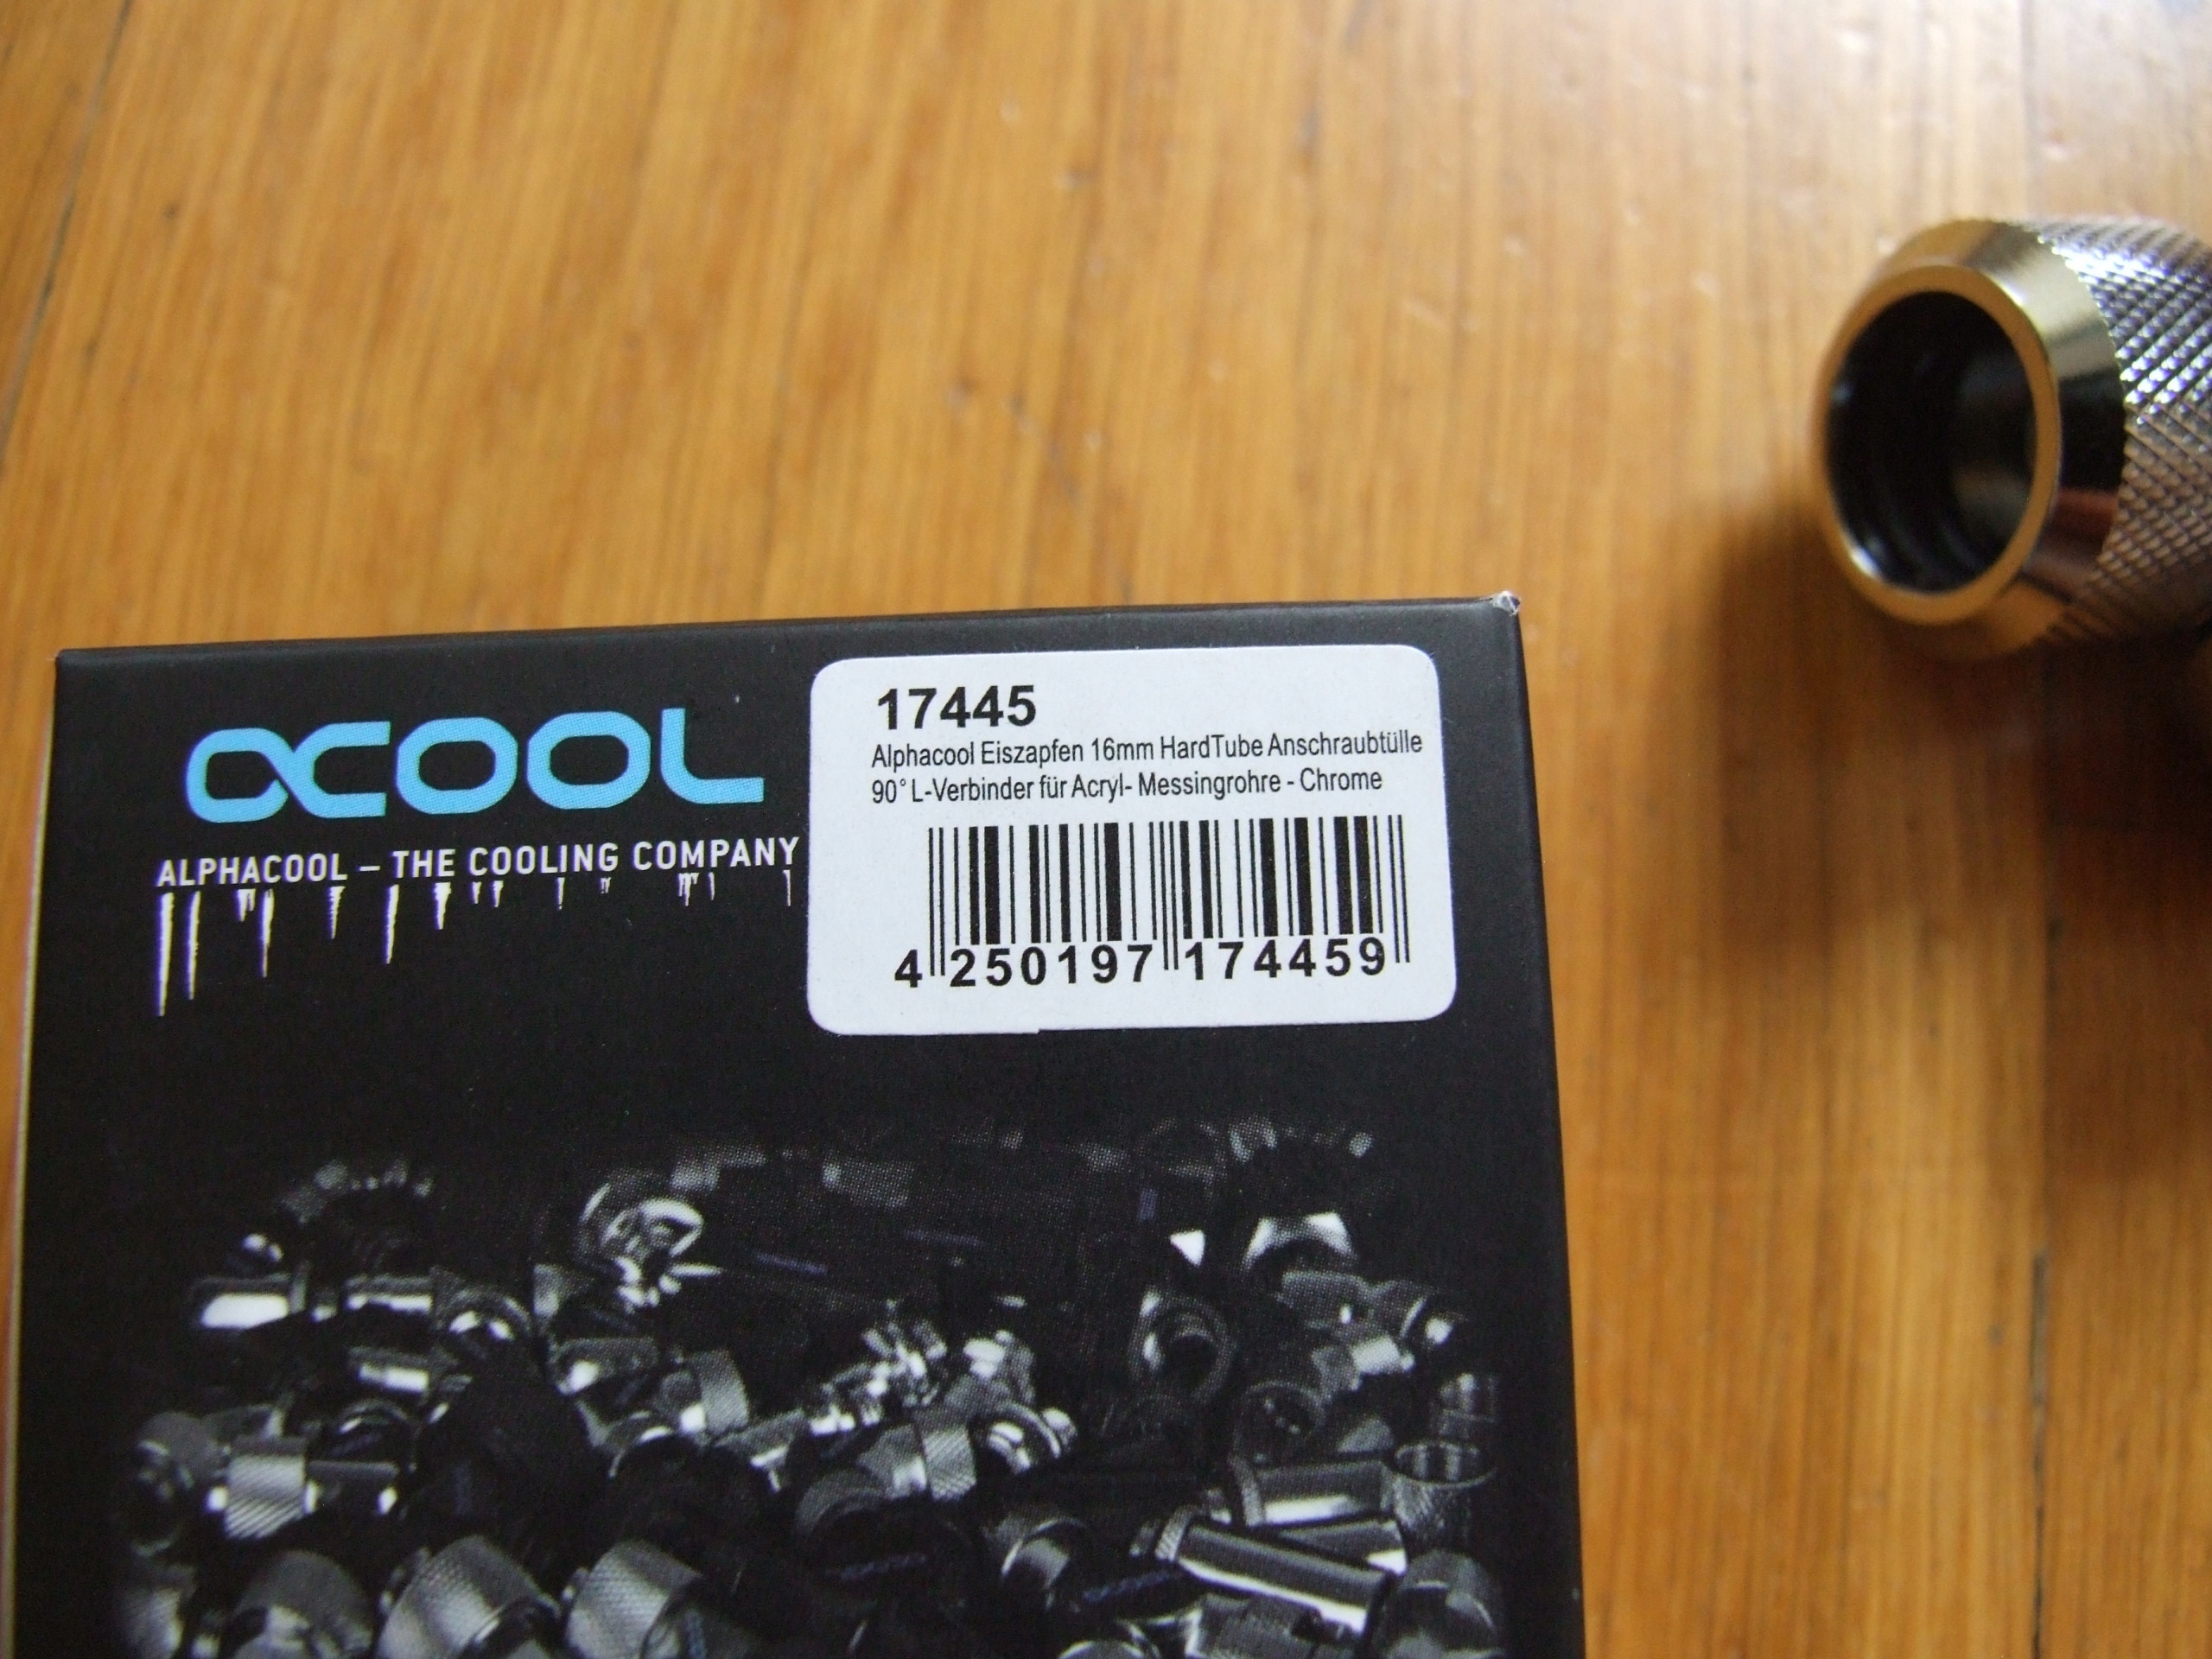 αCOOL
ALPHACOOL – THE COOLING COMPANY
17445
Alphacool Eiszapfen 16mm HardTube Anschraubtülle
90° L-Verbinder für Acryl- Messingrohre - Chrome
4 250197 174459